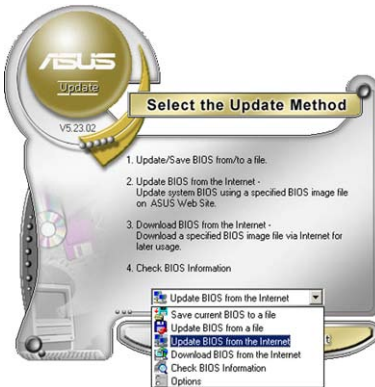 ASUS
Update
V5.23.02
Select the Update Method
1. Update/Save BIOS from/to a file.
2. Update BIOS from the Internet -
Update system BIOS using a specified BIOS image file
on ASUS Web Site.
3. Download BIOS from the Internet -
Download a specified BIOS image file via Internet for
later usage.
4. Check BIOS Information
Update BIOS from the Internet
Save current BIOS to a file
Update BIOS from a file
Update BIOS from the Internet
Download BIOS from the Internet
Check BIOS Information
Options